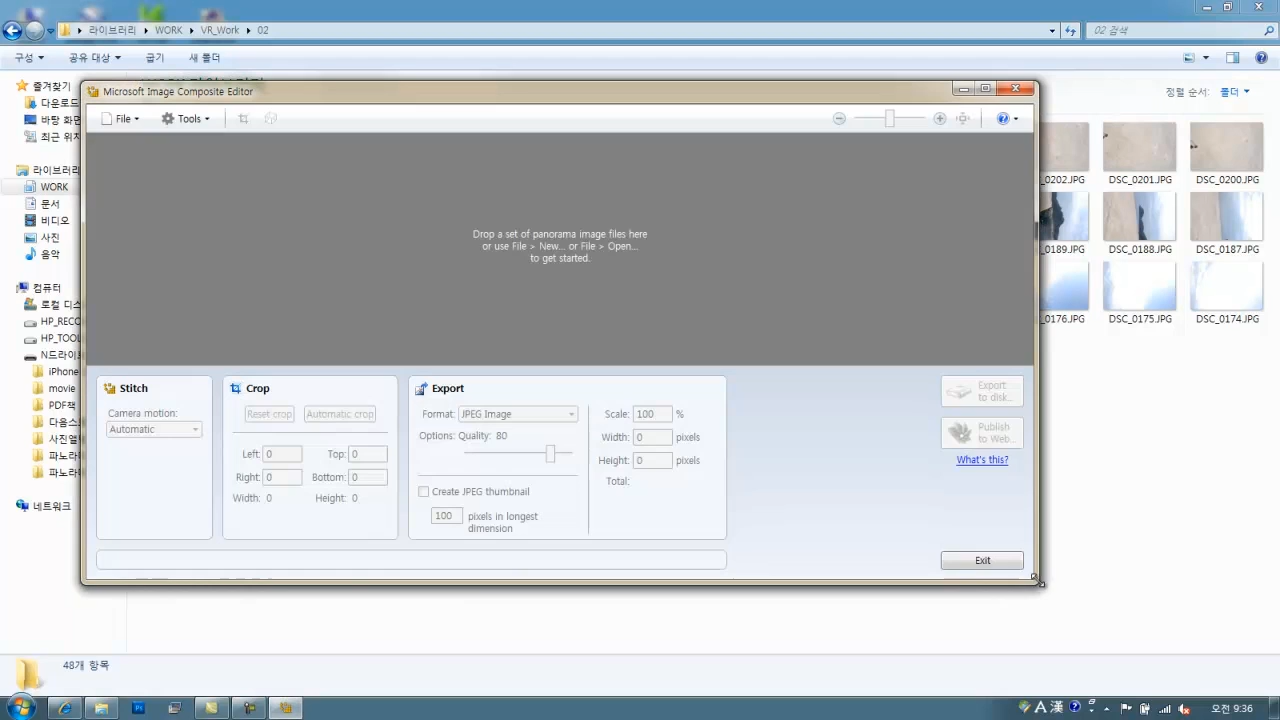 라이브러리 ▸ WORK ▸ VR_Work ▸ 02
02 검색
구성 공유 대상 굽기 새 폴더
정렬 순서: 폴더
즐겨찾기
다운로드
바탕 화면
최근 위치
라이브러리
WORK
문서
비디오
사진
음악
컴퓨터
로컬 디스
HP_RECO
HP_TOOL
N드라이브
iPhone
movie
PDF책
다음스
사진열
파노라
파노라
네트워크
Microsoft Image Composite Editor
File Tools
Drop a set of panorama image files here
or use File > New... or File > Open...
to get started.
Stitch
Camera motion:
Automatic
Crop
Reset crop Automatic crop
Left: 0 Top: 0
Right: 0 Bottom: 0
Width: 0 Height: 0
Export
Format: JPEG Image
Options: Quality: 80
Create JPEG thumbnail
100 pixels in longest
dimension
Scale: 100 %
Width: 0 pixels
Height: 0 pixels
Total:
Export
to disk...
Publish
to Web...
What's this?
Exit
_0202.JPG DSC_0201.JPG DSC_0200.JPG
_0189.JPG DSC_0188.JPG DSC_0187.JPG
_0176.JPG DSC_0175.JPG DSC_0174.JPG
48개 항목
A 漢
오전 9:36